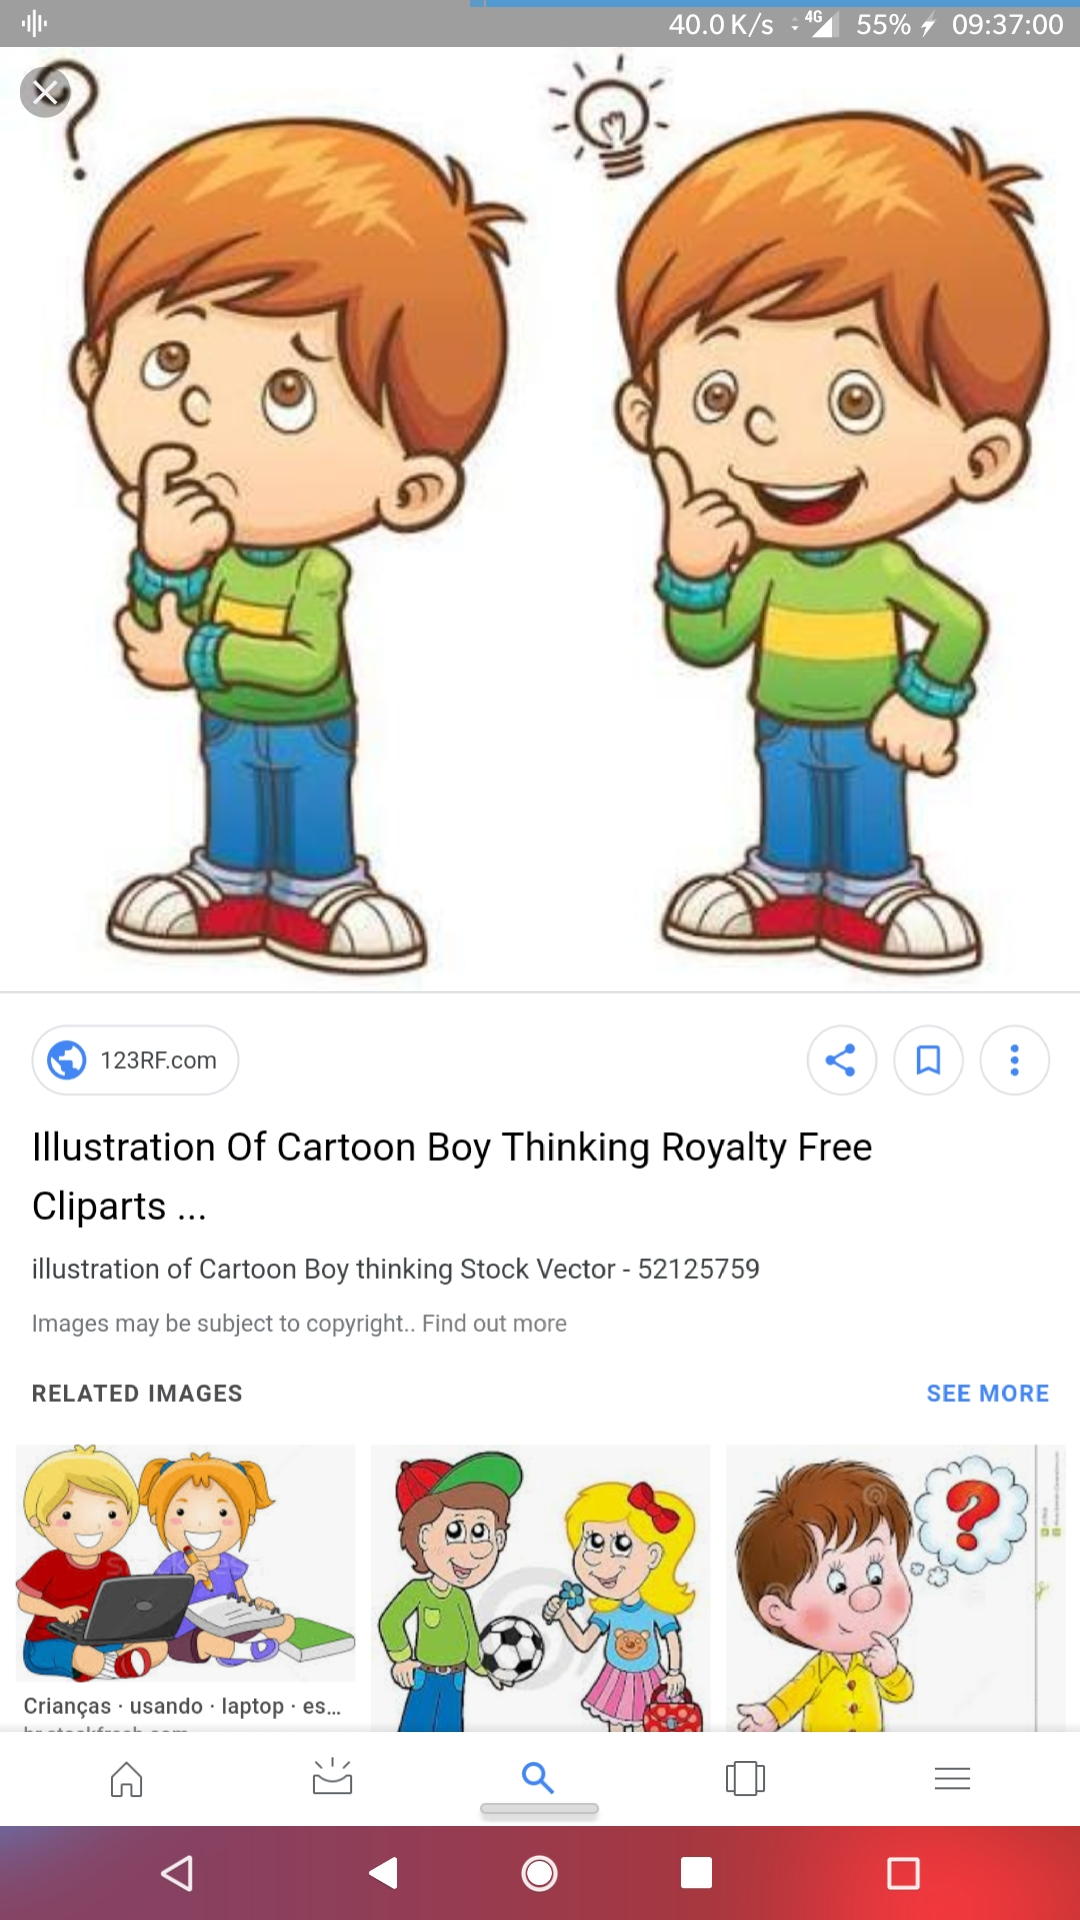 40.0 K/s 4G 55% 09:37:00
?
123RF.com
Illustration Of Cartoon Boy Thinking Royalty Free
Cliparts ...
illustration of Cartoon Boy thinking Stock Vector - 52125759
Images may be subject to copyright.. Find out more
RELATED IMAGES SEE MORE
?
Crianças · usando · laptop · es...